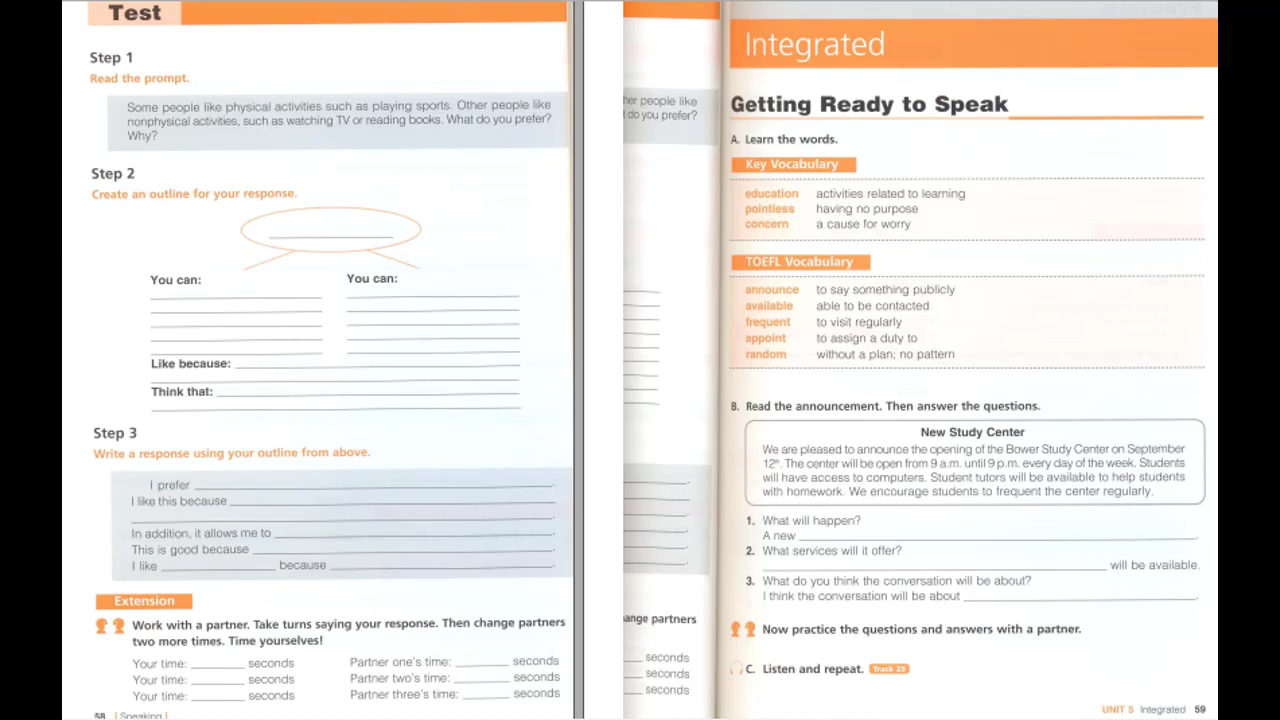 Test
Step 1
Read the prompt.
Some people like physical activities such as playing sports. Other people like
nonphysical activities, such as watching TV or reading books. What do you prefer?
Why?
Step 2
Create an outline for your response.
You can:
You can:
Like because:
Think that:
Step 3
Write a response using your outline from above.
I prefer .
I like this because
.
In addition, it allows me to .
This is good because .
I like because .
Extension
Work with a partner. Take turns saying your response. Then change partners
two more times. Time yourselves!
Your time: seconds Partner one's time: seconds
Your time: seconds Partner two's time: seconds
Your time: seconds Partner three's time: seconds
58 | Speaking |
her people like
do you prefer?
ange partners
seconds
seconds
seconds
Integrated
Getting Ready to Speak
A. Learn the words.
Key Vocabulary
education activities related to learning
pointless having no purpose
concern a cause for worry
TOEFL Vocabulary
announce to say something publicly
available able to be contacted
frequent to visit regularly
appoint to assign a duty to
random without a plan; no pattern
B. Read the announcement. Then answer the questions.
New Study Center
We are pleased to announce the opening of the Bower Study Center on September
12th. The center will be open from 9 a.m. until 9 p.m. every day of the week. Students
will have access to computers. Student tutors will be available to help students
with homework. We encourage students to frequent the center regularly.
1. What will happen?
A new .
2. What services will it offer?
will be available.
3. What do you think the conversation will be about?
I think the conversation will be about .
Now practice the questions and answers with a partner.
C. Listen and repeat. Track 29
UNIT 5 Integrated 59